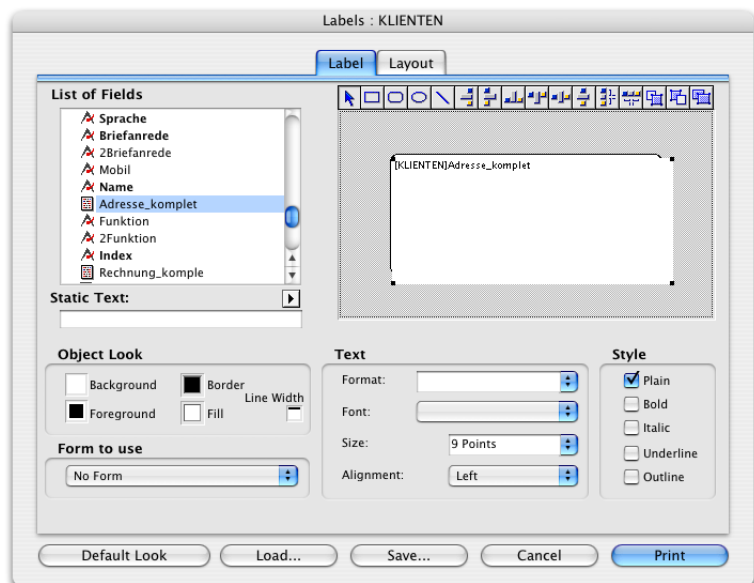 Labels : KLIENTEN
Label
Layout
List of Fields
Sprache
Briefanrede
2Briefanrede
Mobil
Name
Adresse_komplet
Funktion
2Funktion
Index
Rechnung_komple
[KLIENTEN]Adresse_komplet
Static Text:
Object Look
Background
Border
Line Width
Foreground
Fill
Form to use
No Form
Text
Format:
Font:
Size:
9 Points
Alignment:
Left
Style
Plain
Bold
Italic
Underline
Outline
Default Look
Load...
Save...
Cancel
Print